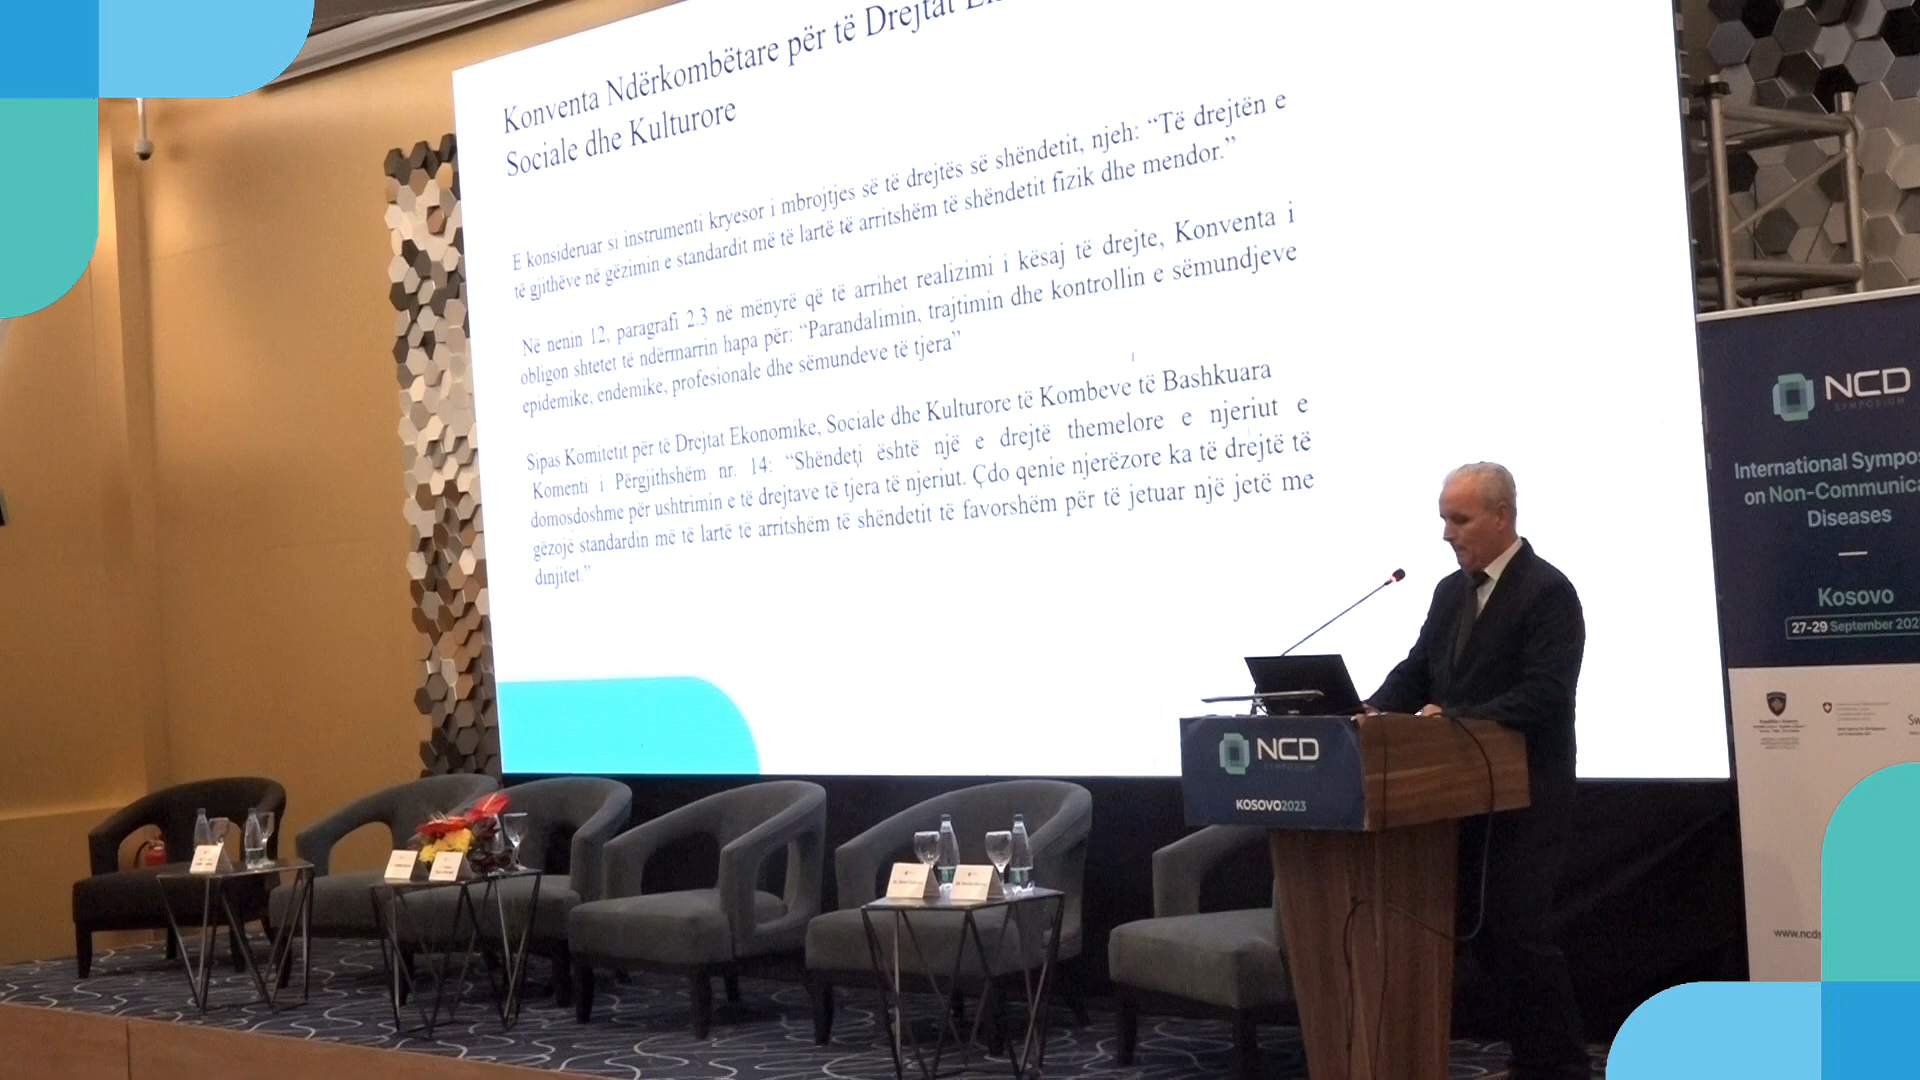 Konventa Ndërkombëtare për të Drejtat
Sociale dhe Kulturore
E konsideruar si instrumenti kryesor i mbrojtjes së të drejtës së shëndetit, njeh: “Të drejtën e
të gjithëve në gëzimin e standardit më të lartë të arritshëm të shëndetit fizik dhe mendor.”
Në nenin 12, paragrafi 2.3 në mënyrë që të arrihet realizimi i kësaj të drejte, Konventa i
obligon shtetet të ndërmarrin hapa për: “Parandalimin, trajtimin dhe kontrollin e sëmundjeve
epidemike, endemike, profesionale dhe sëmundeve të tjera”
Sipas Komitetit për të Drejtat Ekonomike, Sociale dhe Kulturore të Kombeve të Bashkuara
Komenti i Përgjithshëm nr. 14: “Shëndeti është një e drejtë themelore e njeriut e
domosdoshme për ushtrimin e të drejtave të tjera të njeriut. Çdo qenie njerëzore ka të drejtë të
gëzojë standardin më të lartë të arritshëm të shëndetit të favorshëm për të jetuar një jetë me
dinjitet.”
NCD
SYMPOSIUM
International Sympos
on Non-Communica
Diseases
Kosovo
27-29 September 202
www.ncds
NCD
SYMPOSIUM
KOSOVO2023